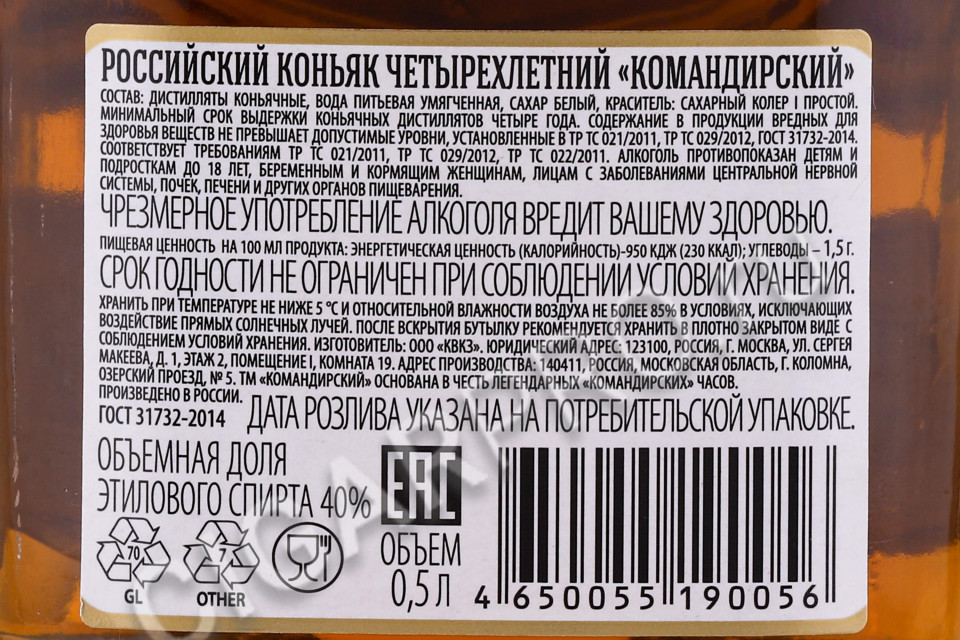 РОССИЙСКИЙ КОНЬЯК ЧЕТЫРЕХЛЕТНИЙ «КОМАНДИРСКИЙ»
СОСТАВ: ДИСТИЛЛЯТЫ КОНЬЯЧНЫЕ, ВОДА ПИТЬЕВАЯ УМЯГЧЕННАЯ, САХАР БЕЛЫЙ, КРАСИТЕЛЬ: САХАРНЫЙ КОЛЕР I ПРОСТОЙ.
МИНИМАЛЬНЫЙ СРОК ВЫДЕРЖКИ КОНЬЯЧНЫХ ДИСТИЛЛЯТОВ ЧЕТЫРЕ ГОДА. СОДЕРЖАНИЕ В ПРОДУКЦИИ ВРЕДНЫХ ДЛЯ
ЗДОРОВЬЯ ВЕЩЕСТВ НЕ ПРЕВЫШАЕТ ДОПУСТИМЫЕ УРОВНИ, УСТАНОВЛЕННЫЕ В ТР ТС 021/2011, ТР ТС 029/2012, ГОСТ 31732-2014.
СООТВЕТСТВУЕТ ТРЕБОВАНИЯМ ТР ТС 021/2011, ТР ТС 029/2012, ТР ТС 022/2011. АЛКОГОЛЬ ПРОТИВОПОКАЗАН ДЕТЯМ И
ПОДРОСТКАМ ДО 18 ЛЕТ, БЕРЕМЕННЫМ И КОРМЯЩИМ ЖЕНЩИНАМ, ЛИЦАМ С ЗАБОЛЕВАНИЯМИ ЦЕНТРАЛЬНОЙ НЕРВНОЙ
СИСТЕМЫ, ПОЧЕК, ПЕЧЕНИ И ДРУГИХ ОРГАНОВ ПИЩЕВАРЕНИЯ.
ЧРЕЗМЕРНОЕ УПОТРЕБЛЕНИЕ АЛКОГОЛЯ ВРЕДИТ ВАШЕМУ ЗДОРОВЬЮ.
ПИЩЕВАЯ ЦЕННОСТЬ НА 100 МЛ ПРОДУКТА: ЭНЕРГЕТИЧЕСКАЯ ЦЕННОСТЬ (КАЛОРИЙНОСТЬ)-950 КДЖ (230 ККАЛ); УГЛЕВОДЫ – 1,5 Г.
СРОК ГОДНОСТИ НЕ ОГРАНИЧЕН ПРИ СОБЛЮДЕНИИ УСЛОВИЙ ХРАНЕНИЯ.
ХРАНИТЬ ПРИ ТЕМПЕРАТУРЕ НЕ НИЖЕ 5 °С И ОТНОСИТЕЛЬНОЙ ВЛАЖНОСТИ ВОЗДУХА НЕ БОЛЕЕ 85% В УСЛОВИЯХ, ИСКЛЮЧАЮЩИХ
ВОЗДЕЙСТВИЕ ПРЯМЫХ СОЛНЕЧНЫХ ЛУЧЕЙ. ПОСЛЕ ВСКРЫТИЯ БУТЫЛКУ РЕКОМЕНДУЕТСЯ ХРАНИТЬ В ПЛОТНО ЗАКРЫТОМ ВИДЕ С
СОБЛЮДЕНИЕМ УСЛОВИЙ ХРАНЕНИЯ. ИЗГОТОВИТЕЛЬ: ООО «КВКЗ». ЮРИДИЧЕСКИЙ АДРЕС: 123100, РОССИЯ, Г. МОСКВА, УЛ. СЕРГЕЯ
МАКЕЕВА, Д. 1, ЭТАЖ 2, ПОМЕЩЕНИЕ I, КОМНАТА 19. АДРЕС ПРОИЗВОДСТВА: 140411, РОССИЯ, МОСКОВСКАЯ ОБЛАСТЬ, Г. КОЛОМНА,
ОЗЕРСКИЙ ПРОЕЗД, № 5. ТМ «КОМАНДИРСКИЙ» ОСНОВАНА В ЧЕСТЬ ЛЕГЕНДАРНЫХ «КОМАНДИРСКИХ» ЧАСОВ.
ПРОИЗВЕДЕНО В РОССИИ.
ГОСТ 31732-2014 ДАТА РОЗЛИВА УКАЗАНА НА ПОТРЕБИТЕЛЬСКОЙ УПАКОВКЕ.
ОБЪЕМНАЯ ДОЛЯ
ЭТИЛОВОГО СПИРТА 40%
EAC
70
GL
7
OTHER
ОБЪЕМ
0,5 Л
4 650055 190056
CIGARPRO.ru